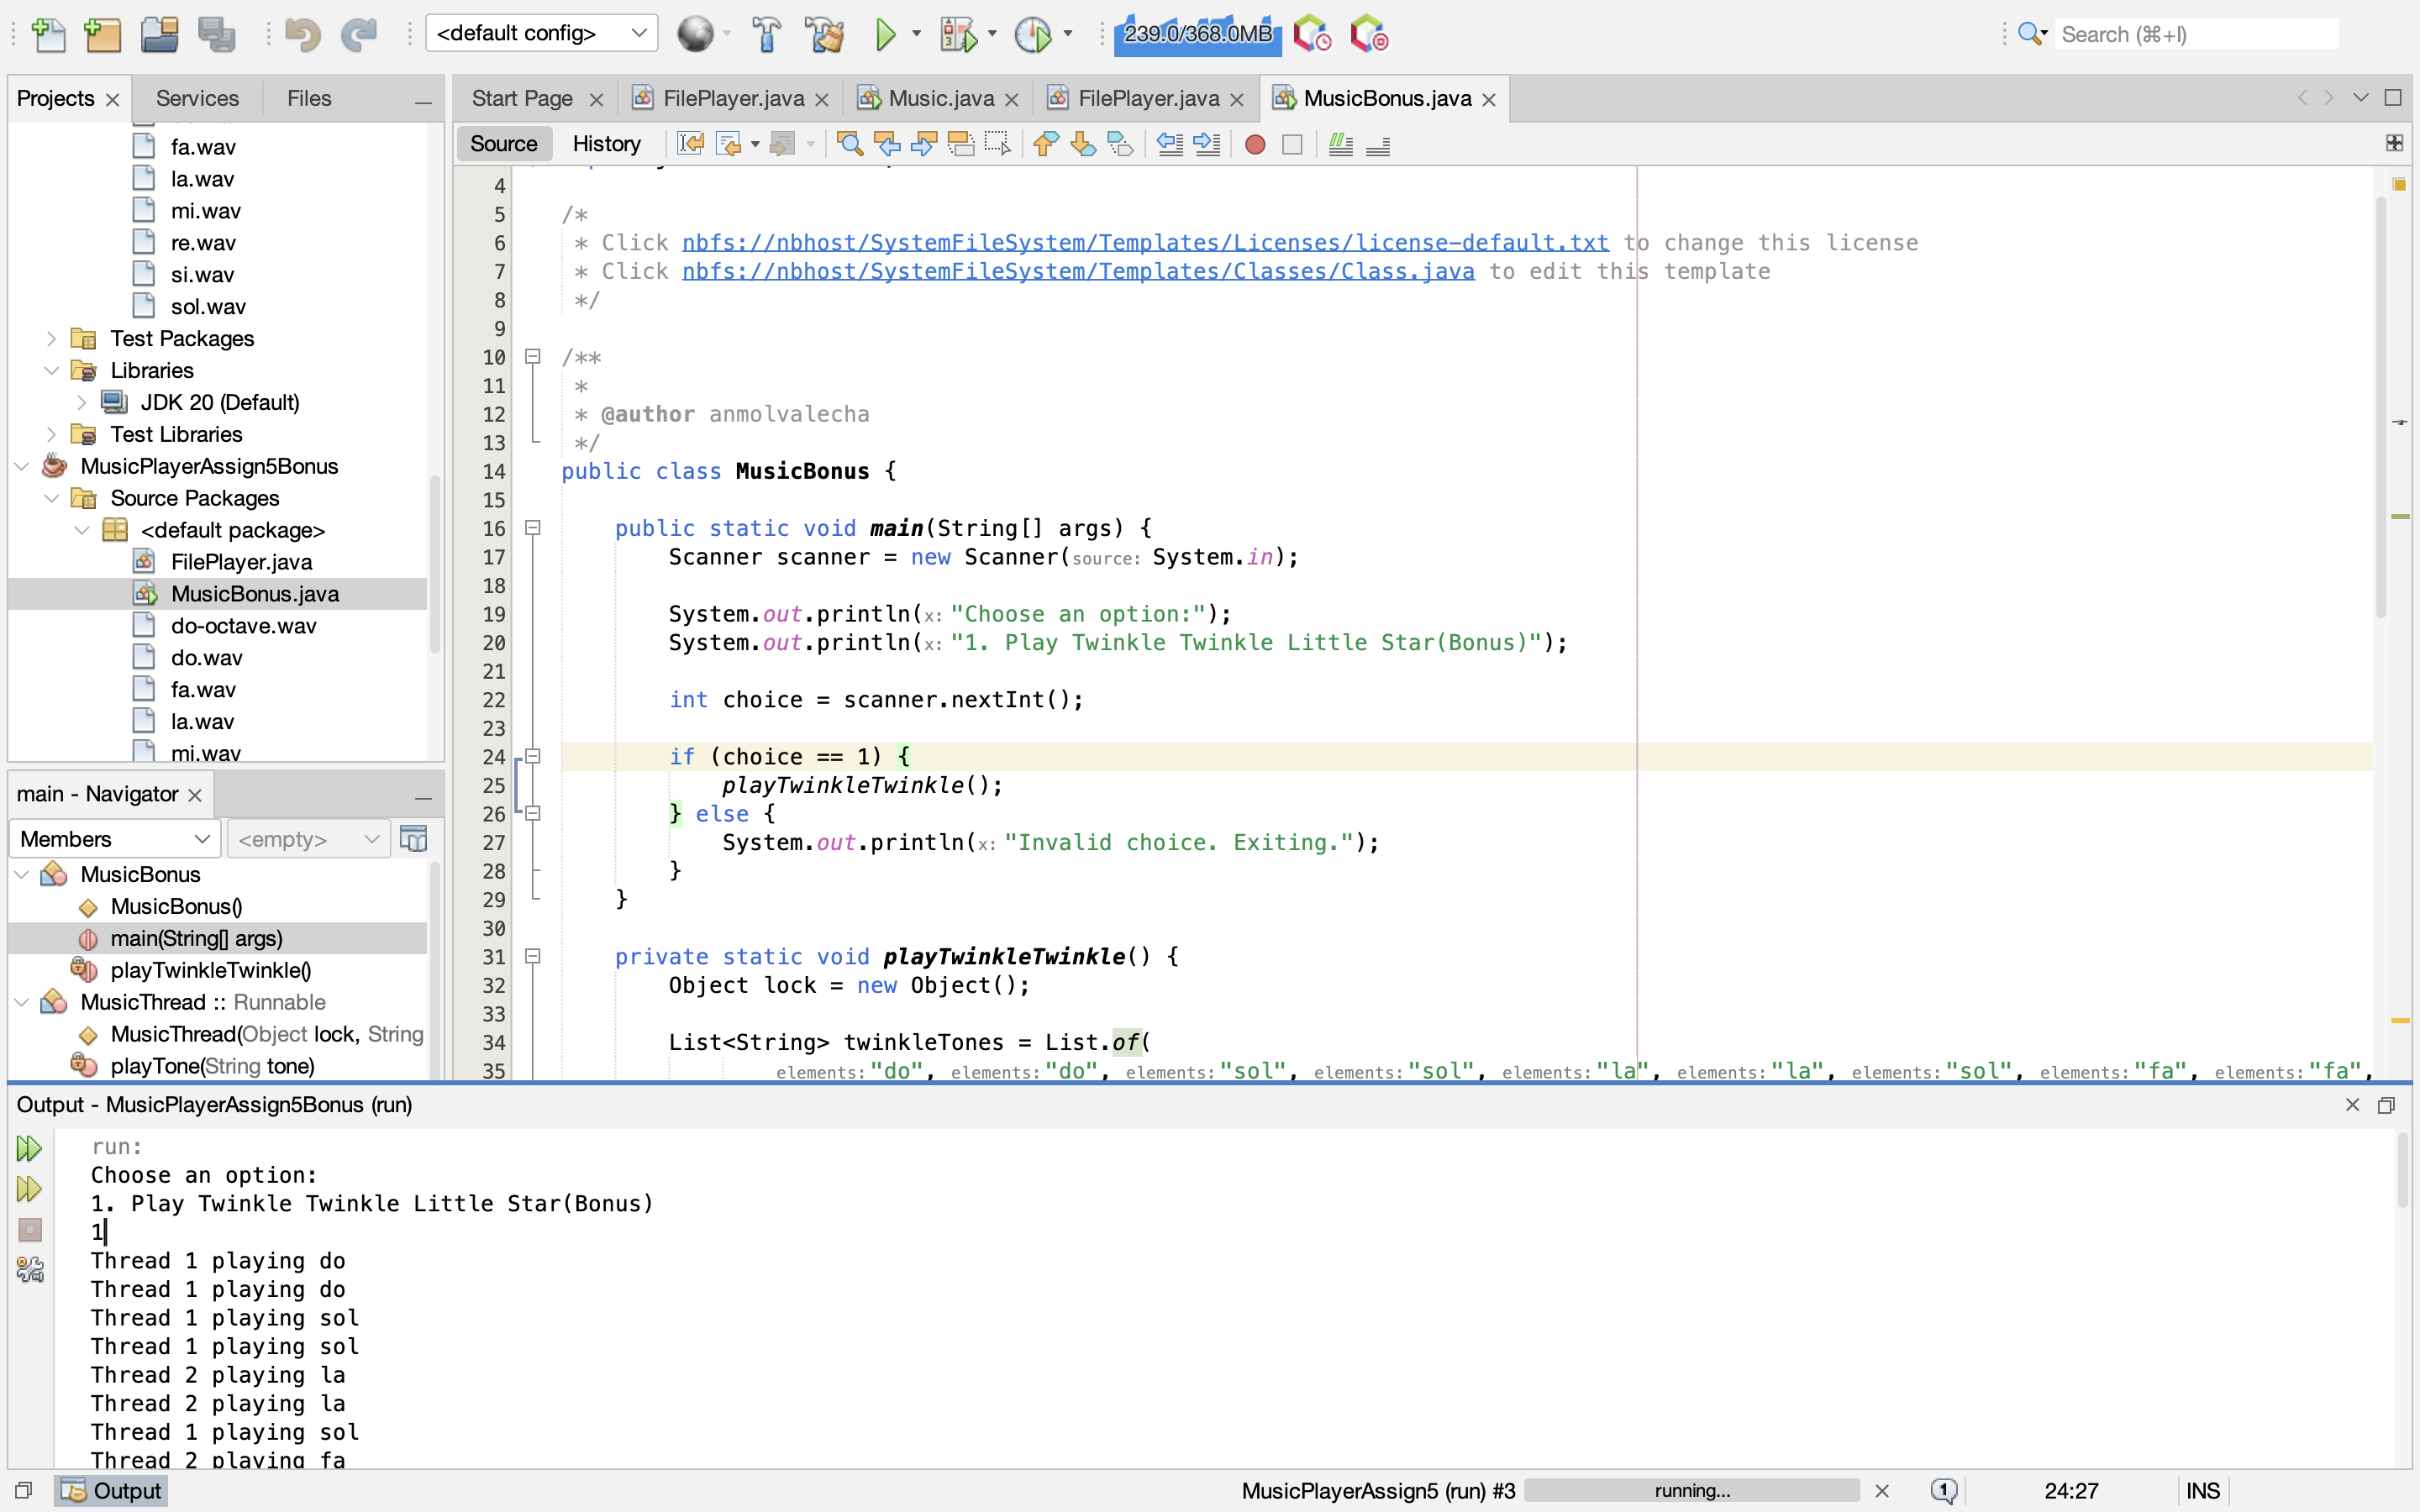 <default config>
239.0/368.0MB
Search (⌘+I)
Projects
Services
Files
Start Page
FilePlayer.java
Music.java
FilePlayer.java
MusicBonus.java
Source
History
fa.wav
la.wav
mi.wav
re.wav
si.wav
sol.wav
Test Packages
Libraries
JDK 20 (Default)
Test Libraries
MusicPlayerAssign5Bonus
Source Packages
<default package>
FilePlayer.java
MusicBonus.java
do-octave.wav
do.wav
fa.wav
la.wav
mi.wav
main - Navigator
Members
<empty>
MusicBonus
MusicBonus()
main(String[] args)
playTwinkleTwinkle()
MusicThread :: Runnable
MusicThread(Object lock, String
playTone(String tone)
4
5 /*
6 * Click nbfs://nbhost/SystemFileSystem/Templates/Licenses/license-default.txt to change this license
7 * Click nbfs://nbhost/SystemFileSystem/Templates/Classes/Class.java to edit this template
8 */
9
10 /**
11 *
12 * @author anmolvalecha
13 */
14 public class MusicBonus {
15
16 public static void main(String[] args) {
17 Scanner scanner = new Scanner(source: System.in);
18
19 System.out.println(x: "Choose an option:");
20 System.out.println(x: "1. Play Twinkle Twinkle Little Star(Bonus)");
21
22 int choice = scanner.nextInt();
23
24 if (choice == 1) {
25 playTwinkleTwinkle();
26 } else {
27 System.out.println(x: "Invalid choice. Exiting.");
28 }
29 }
30
31 private static void playTwinkleTwinkle() {
32 Object lock = new Object();
33
34 List<String> twinkleTones = List.of(
35 elements: "do", elements: "do", elements: "sol", elements: "sol", elements: "la", elements: "la", elements: "sol", elements: "fa", elements: "fa",
Output - MusicPlayerAssign5Bonus (run)
run:
Choose an option:
1. Play Twinkle Twinkle Little Star(Bonus)
1
Thread 1 playing do
Thread 1 playing do
Thread 1 playing sol
Thread 1 playing sol
Thread 2 playing la
Thread 2 playing la
Thread 1 playing sol
Thread 2 playing fa
Output
MusicPlayerAssign5 (run) #3
running...
1
24:27
INS